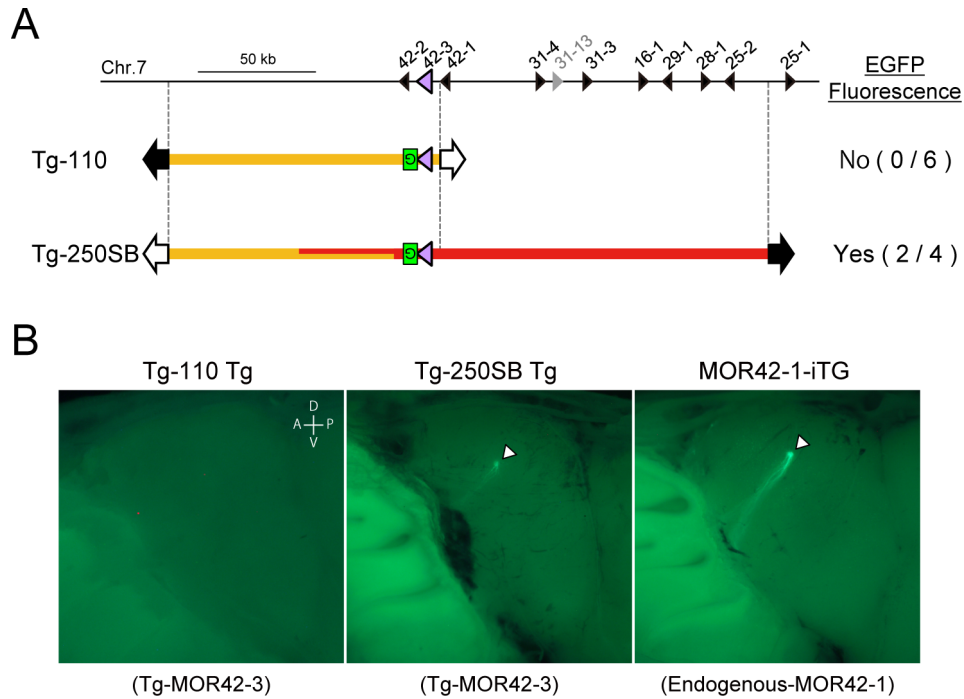 A
Chr.7
50 kb
42-2
42-3
42-1
31-4
31-13
31-3
16-1
29-1
28-1
25-2
25-1
EGFP
Fluorescence
Tg-110
G
No ( 0 / 6 )
Tg-250SB
G
Yes ( 2 / 4 )
B
Tg-110 Tg
Tg-250SB Tg
MOR42-1-iTG
D
A P
V
(Tg-MOR42-3)
(Tg-MOR42-3)
(Endogenous-MOR42-1)